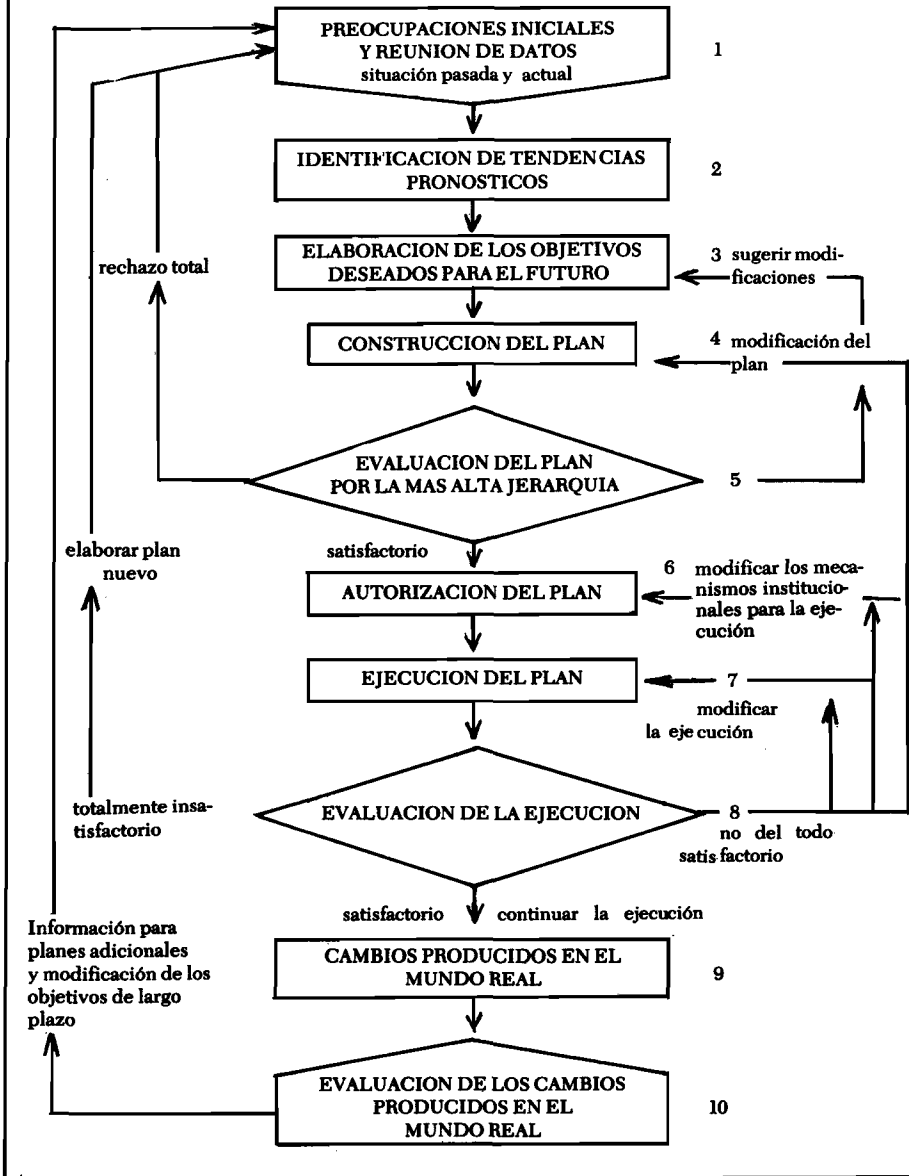 PREOCUPACIONES INICIALES
Y REUNION DE DATOS
situación pasada y actual
1
IDENTIFICACION DE TENDENCIAS
PRONOSTICOS
2
ELABORACION DE LOS OBJETIVOS
DESEADOS PARA EL FUTURO
3 sugerir modi-
ficaciones
rechazo total
CONSTRUCCION DEL PLAN
4 modificación del
plan
EVALUACION DEL PLAN
POR LA MAS ALTA JERARQUIA
5
satisfactorio
elaborar plan
nuevo
AUTORIZACION DEL PLAN
6 modificar los meca-
nismos institucio-
nales para la eje-
cución
EJECUCION DEL PLAN
7
modificar
la eje cución
totalmente insa-
tisfactorio
EVALUACION DE LA EJECUCION
8
no del todo
satisfactorio
satisfactorio continuar la ejecución
Información para
planes adicionales
y modificación de los
objetivos de largo
plazo
CAMBIOS PRODUCIDOS EN EL
MUNDO REAL
9
EVALUACION DE LOS CAMBIOS
PRODUCIDOS EN EL
MUNDO REAL
10